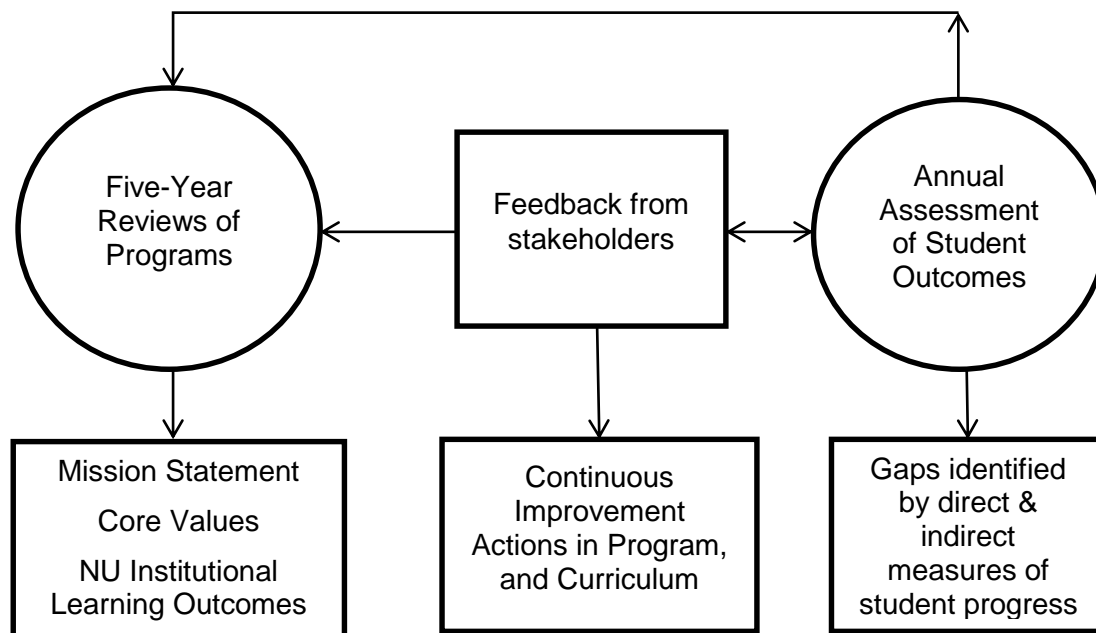 Five-Year
Reviews of
Programs
Feedback from
stakeholders
Annual
Assessment
of Student
Outcomes
Mission Statement
Core Values
NU Institutional
Learning Outcomes
Continuous
Improvement
Actions in Program,
and Curriculum
Gaps identified
by direct &
indirect
measures of
student progress